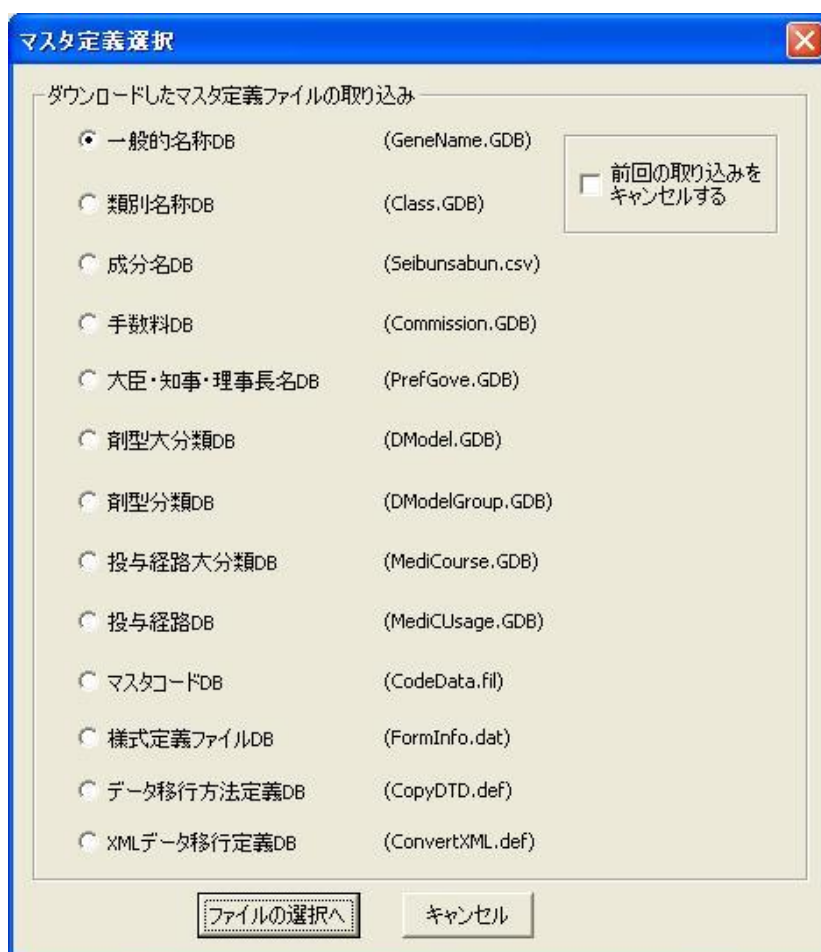 マスタ定義選択
ダウンロードしたマスタ定義ファイルの取り込み
一般的名称DB (GeneName.GDB)
前回の取り込みを
キャンセルする
類別名称DB (Class.GDB)
成分名DB (Seibunsabun.csv)
手数料DB (Commission.GDB)
大臣・知事・理事長名DB (PrefGove.GDB)
剤型大分類DB (DModel.GDB)
剤型分類DB (DModelGroup.GDB)
投与経路大分類DB (MediCourse.GDB)
投与経路DB (MediCUsage.GDB)
マスタコードDB (CodeData.fil)
様式定義ファイルDB (FormInfo.dat)
データ移行方法定義DB (CopyDTD.def)
XMLデータ移行定義DB (ConvertXML.def)
ファイルの選択へ キャンセル